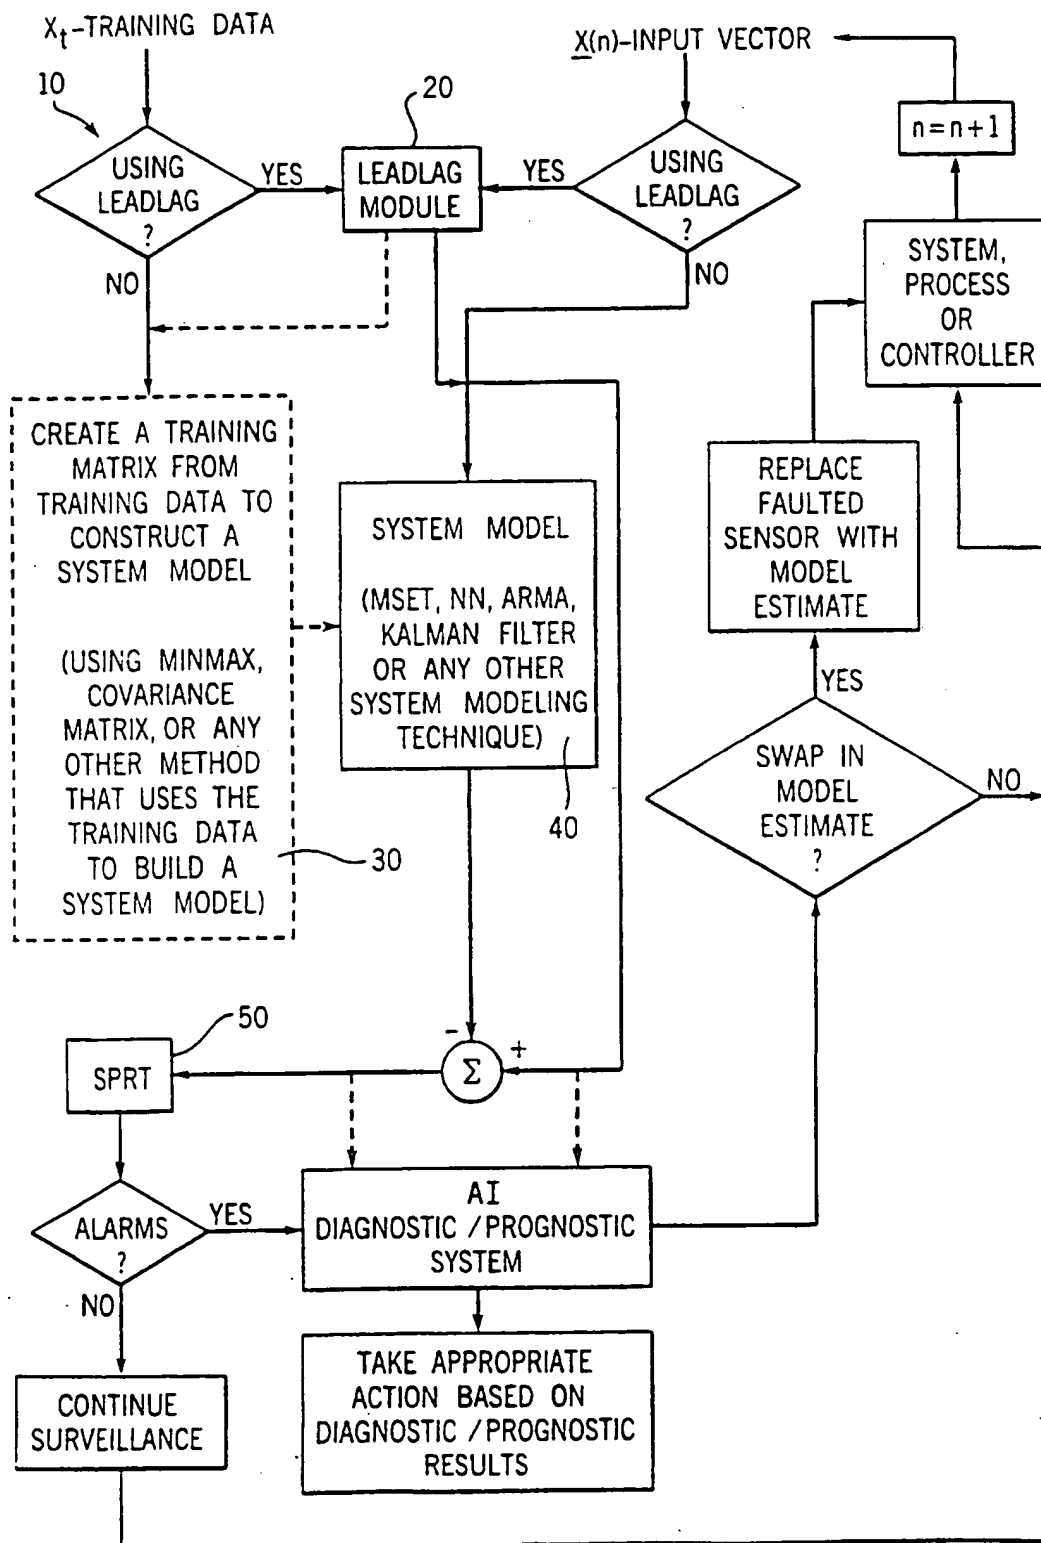 Xt-TRAINING DATA
X(n)-INPUT VECTOR
10
20
n=n+1
USING
LEADLAG
?
YES
NO
LEADLAG
MODULE
YES
USING
LEADLAG
?
NO
SYSTEM,
PROCESS
OR
CONTROLLER
CREATE A TRAINING
MATRIX FROM
TRAINING DATA TO
CONSTRUCT A
SYSTEM MODEL
(USING MINMAX,
COVARIANCE
MATRIX, OR ANY
OTHER METHOD
THAT USES THE
TRAINING DATA
TO BUILD A
SYSTEM MODEL)
30
SYSTEM MODEL
(MSET, NN, ARMA,
KALMAN FILTER
OR ANY OTHER
SYSTEM MODELING
TECHNIQUE)
40
REPLACE
FAULTED
SENSOR WITH
MODEL
ESTIMATE
YES
SWAP IN
MODEL
ESTIMATE
?
NO
50
SPRT
-
Σ
+
ALARMS
?
YES
NO
AI
DIAGNOSTIC / PROGNOSTIC
SYSTEM
CONTINUE
SURVEILLANCE
TAKE APPROPRIATE
ACTION BASED ON
DIAGNOSTIC / PROGNOSTIC
RESULTS